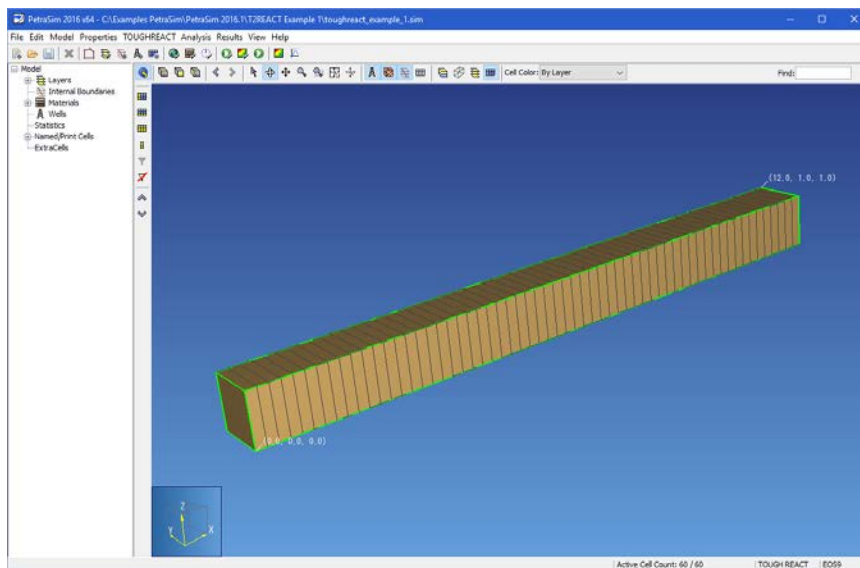 PetraSim 2016 x64 - C:\Examples PetraSim\PetraSim 2016.1\T2REACT Example 1\toughreact_example_1.sim
File Edit Model Properties TOUGHREACT Analysis Results View Help
Cell Color: By Layer
Find:
Model
Layers
Internal Boundaries
Materials
Wells
Statistics
Named/Print Cells
ExtraCells
(12.0, 1.0, 1.0)
(0.0, 0.0, 0.0)
Z
Y
X
Active Cell Count: 60 / 60
TOUGH REACT
EOS9